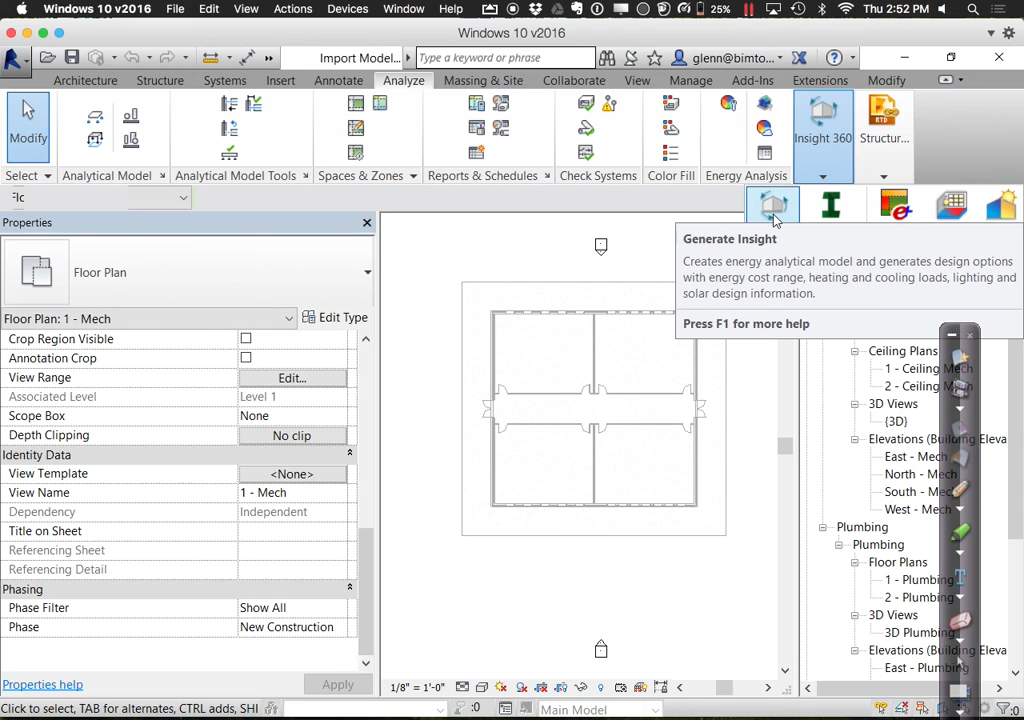 Windows 10 v2016 File Edit View Actions Devices Window Help 25% Thu 2:52 PM
Windows 10 v2016
Import Model... Type a keyword or phrase glenn@bimto...
Architecture Structure Systems Insert Annotate Analyze Massing & Site Collaborate View Manage Add-Ins Extensions Modify
Modify Insight 360 Structur...
Select Analytical Model Analytical Model Tools Spaces & Zones Reports & Schedules Check Systems Color Fill Energy Analysis
Properties
Generate Insight
Creates energy analytical model and generates design options
with energy cost range, heating and cooling loads, lighting and
solar design information.
Press F1 for more help
Floor Plan
Floor Plan: 1 - Mech Edit Type
Crop Region Visible
Annotation Crop
View Range Edit...
Associated Level Level 1
Scope Box None
Depth Clipping No clip
Identity Data
View Template <None>
View Name 1 - Mech
Dependency Independent
Title on Sheet
Referencing Sheet
Referencing Detail
Phasing
Phase Filter Show All
Phase New Construction
Properties help Apply
Ceiling Plans
1 - Ceiling Mech
2 - Ceiling Mech
3D Views
{3D}
Elevations (Building Eleva
East - Mech
North - Mech
South - Mech
West - Mech
Plumbing
Plumbing
Floor Plans
1 - Plumbing
2 - Plumbing
3D Views
3D Plumbing
Elevations (Building Eleva
East - Plumbing
1/8" = 1'-0"
Click to select, TAB for alternates, CTRL adds, SHI :0 Main Model :0